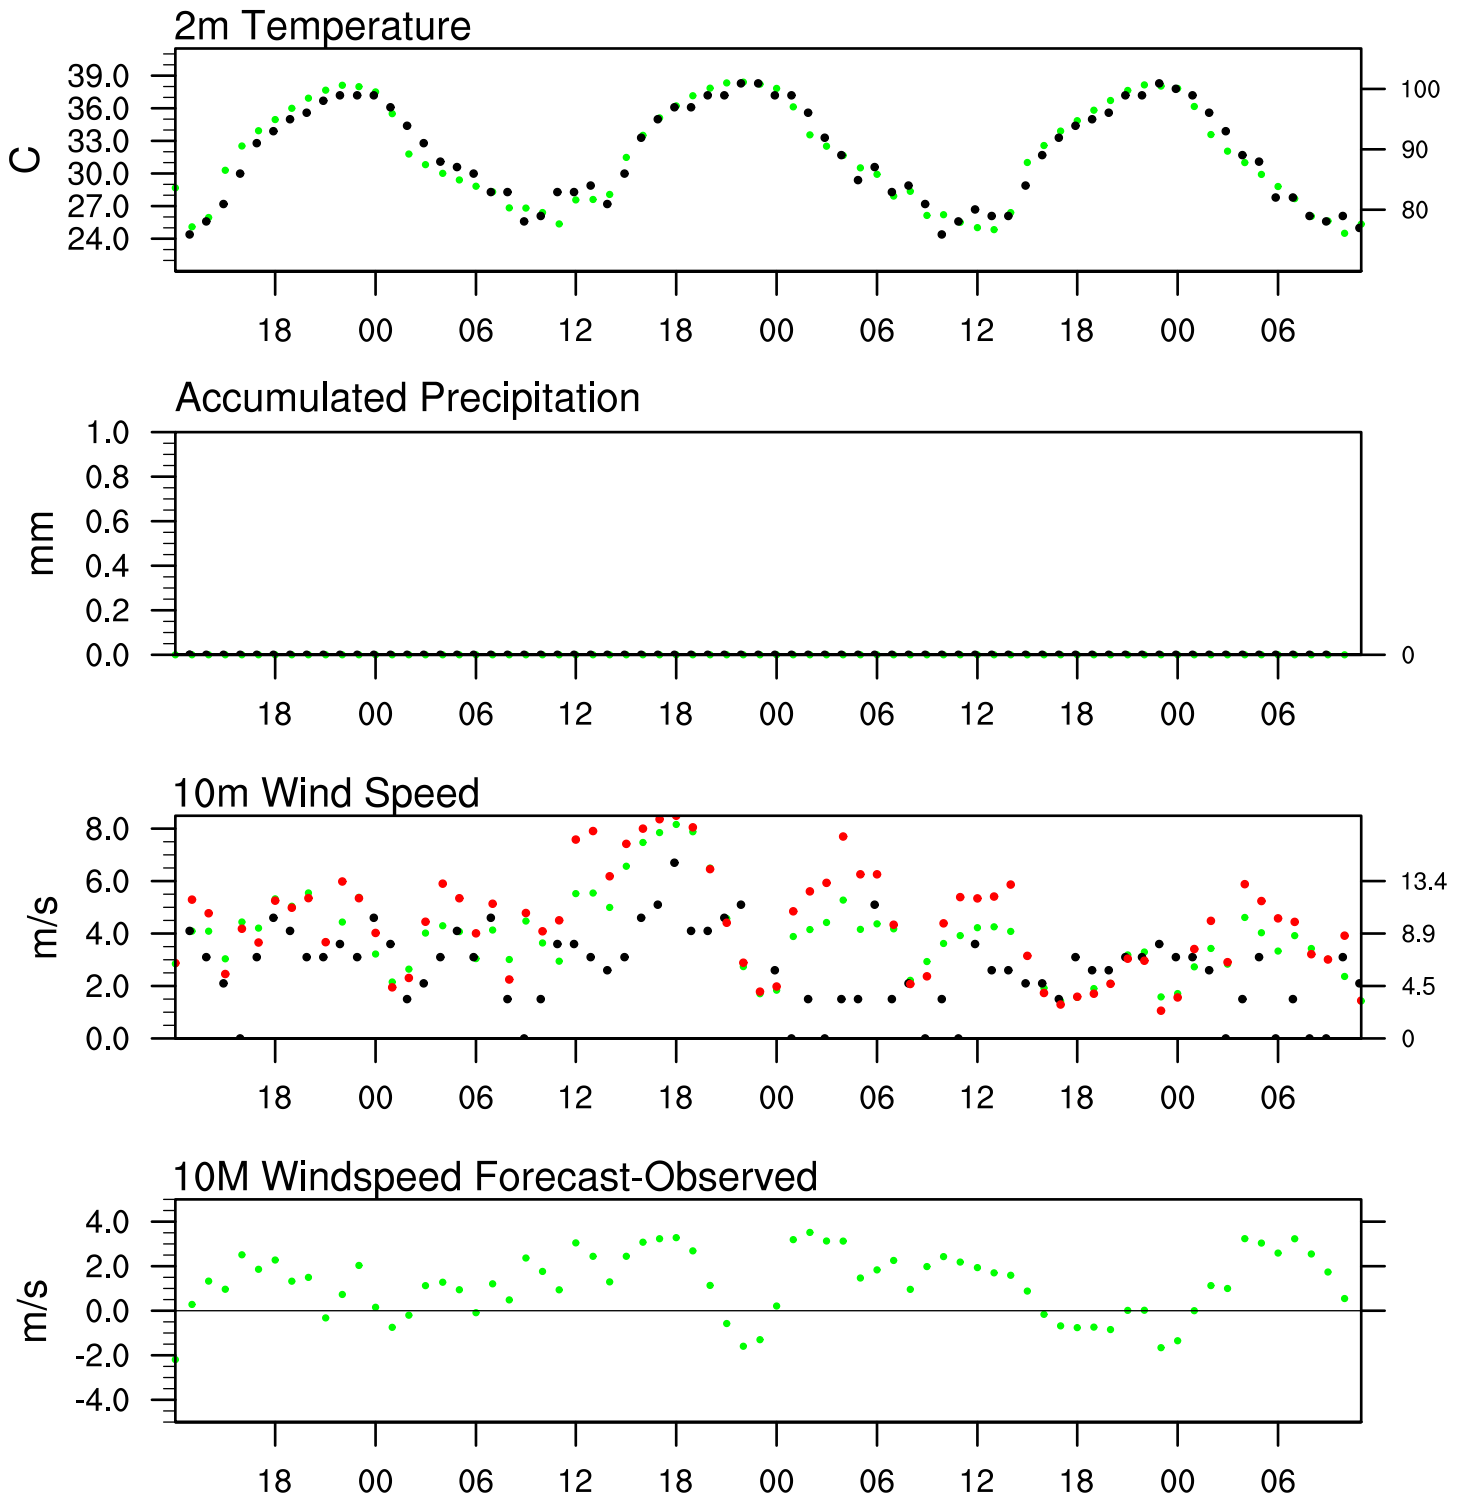 2m Temperature
39.0
36.0
33.0
30.0
27.0
24.0
C
100
90
80
18 00 06 12 18 00 06 12 18 00 06
Accumulated Precipitation
1.0
0.8
0.6
0.4
0.2
0.0
mm
0
18 00 06 12 18 00 06 12 18 00 06
10m Wind Speed
8.0
6.0
4.0
2.0
0.0
m/s
13.4
8.9
4.5
0
18 00 06 12 18 00 06 12 18 00 06
10M Windspeed Forecast-Observed
4.0
2.0
0.0
-2.0
-4.0
m/s
18 00 06 12 18 00 06 12 18 00 06